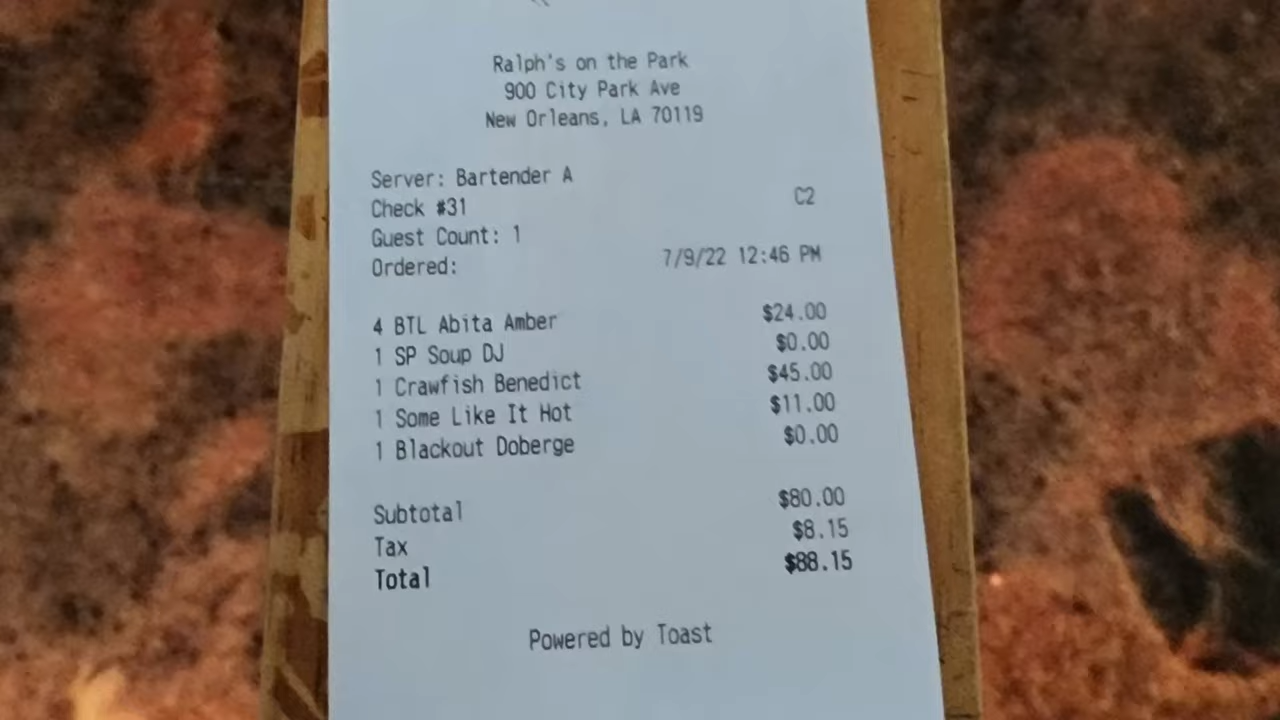 Ralph's on the Park
900 City Park Ave
New Orleans, LA 70119
Server: Bartender A
Check #31 C2
Guest Count: 1
Ordered: 7/9/22 12:46 PM
4 BTL Abita Amber $24.00
1 SP Soup DJ $0.00
1 Crawfish Benedict $45.00
1 Some Like It Hot $11.00
1 Blackout Doberge $0.00
Subtotal $80.00
Tax $8.15
Total $88.15
Powered by Toast